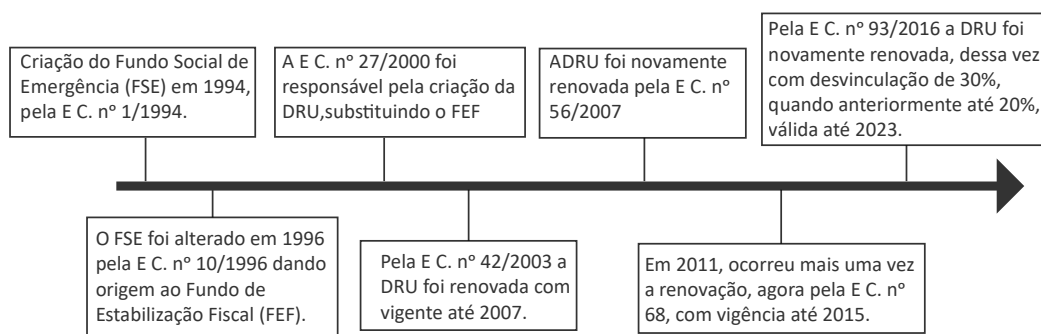 Criação do Fundo Social de
Emergência (FSE) em 1994,
pela E C. nº 1/1994.
O FSE foi alterado em 1996
pela E C. nº 10/1996 dando
origem ao Fundo de
Estabilização Fiscal (FEF).
A E C. nº 27/2000 foi
responsável pela criação da
DRU,substituindo o FEF
Pela E C. nº 42/2003 a
DRU foi renovada com
vigente até 2007.
ADRU foi novamente
renovada pela E C. nº
56/2007
Em 2011, ocorreu mais uma vez
a renovação, agora pela E C. nº
68, com vigência até 2015.
Pela E C. nº 93/2016 a DRU foi
novamente renovada, dessa vez
com desvinculação de 30%,
quando anteriormente até 20%,
válida até 2023.